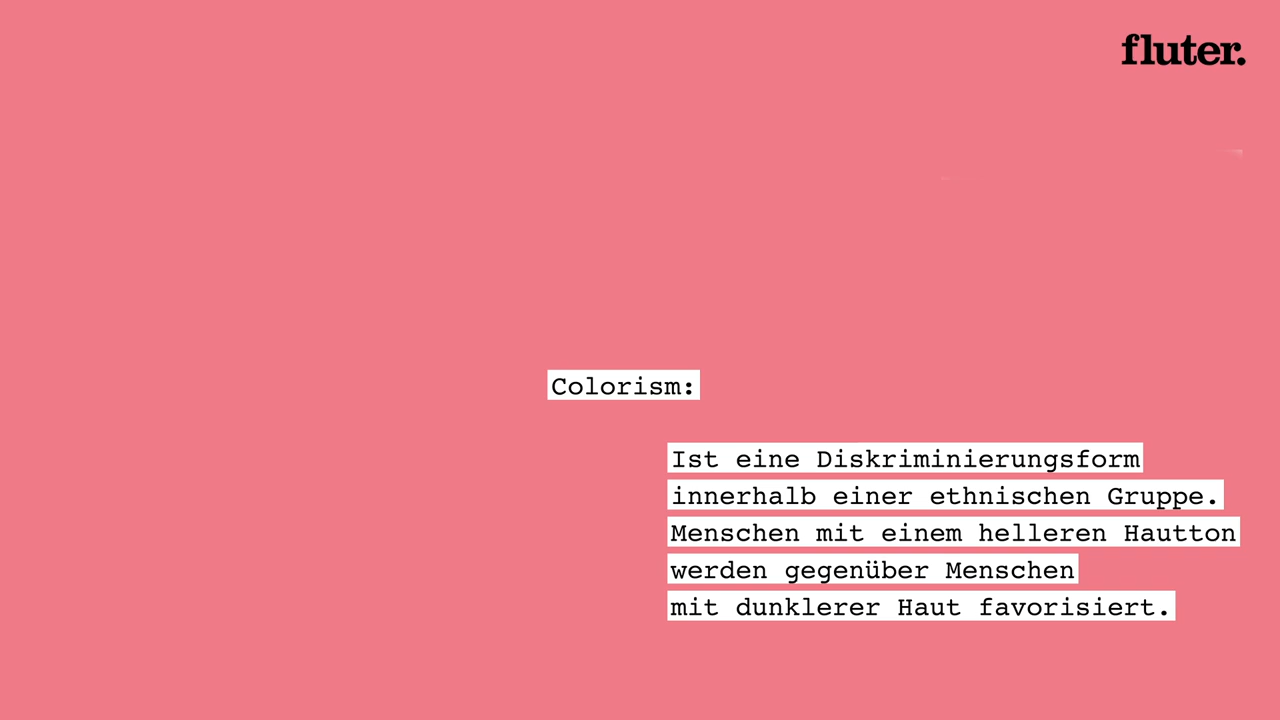 fluter.
Colorism:
Ist eine Diskriminierungsform
innerhalb einer ethnischen Gruppe.
Menschen mit einem helleren Hautton
werden gegenüber Menschen
mit dunklerer Haut favorisiert.